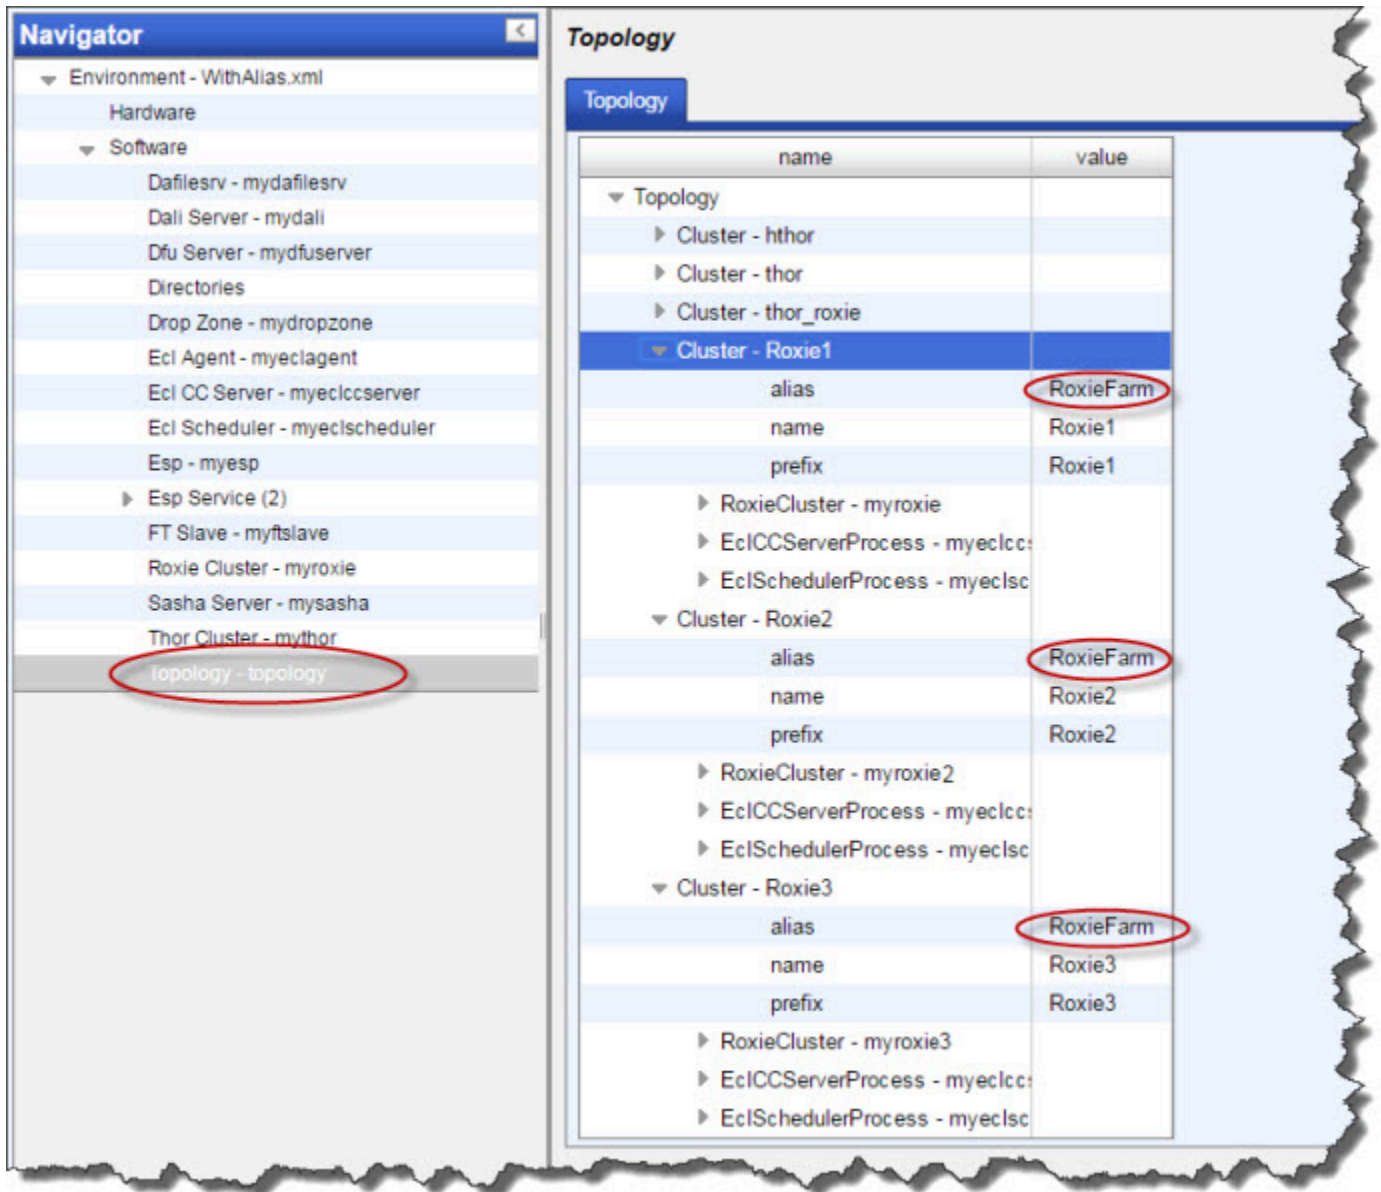 Navigator
Environment - WithAlias.xml
Hardware
Software
Dafilesrv - mydafilesrv
Dali Server - mydali
Dfu Server - mydfuserver
Directories
Drop Zone - mydropzone
Ecl Agent - myeclagent
Ecl CC Server - myeclccserver
Ecl Scheduler - myeclscheduler
Esp - myesp
Esp Service (2)
FT Slave - myftslave
Roxie Cluster - myroxie
Sasha Server - mysasha
Thor Cluster - mythor
Topology - topology
Topology
Topology
name value
Topology
Cluster - hthor
Cluster - thor
Cluster - thor_roxie
Cluster - Roxie1
alias RoxieFarm
name Roxie1
prefix Roxie1
RoxieCluster - myroxie
EclCCServerProcess - myeclccs
EclSchedulerProcess - myeclsc
Cluster - Roxie2
alias RoxieFarm
name Roxie2
prefix Roxie2
RoxieCluster - myroxie2
EclCCServerProcess - myeclccs
EclSchedulerProcess - myeclsc
Cluster - Roxie3
alias RoxieFarm
name Roxie3
prefix Roxie3
RoxieCluster - myroxie3
EclCCServerProcess - myeclccs
EclSchedulerProcess - myeclsc